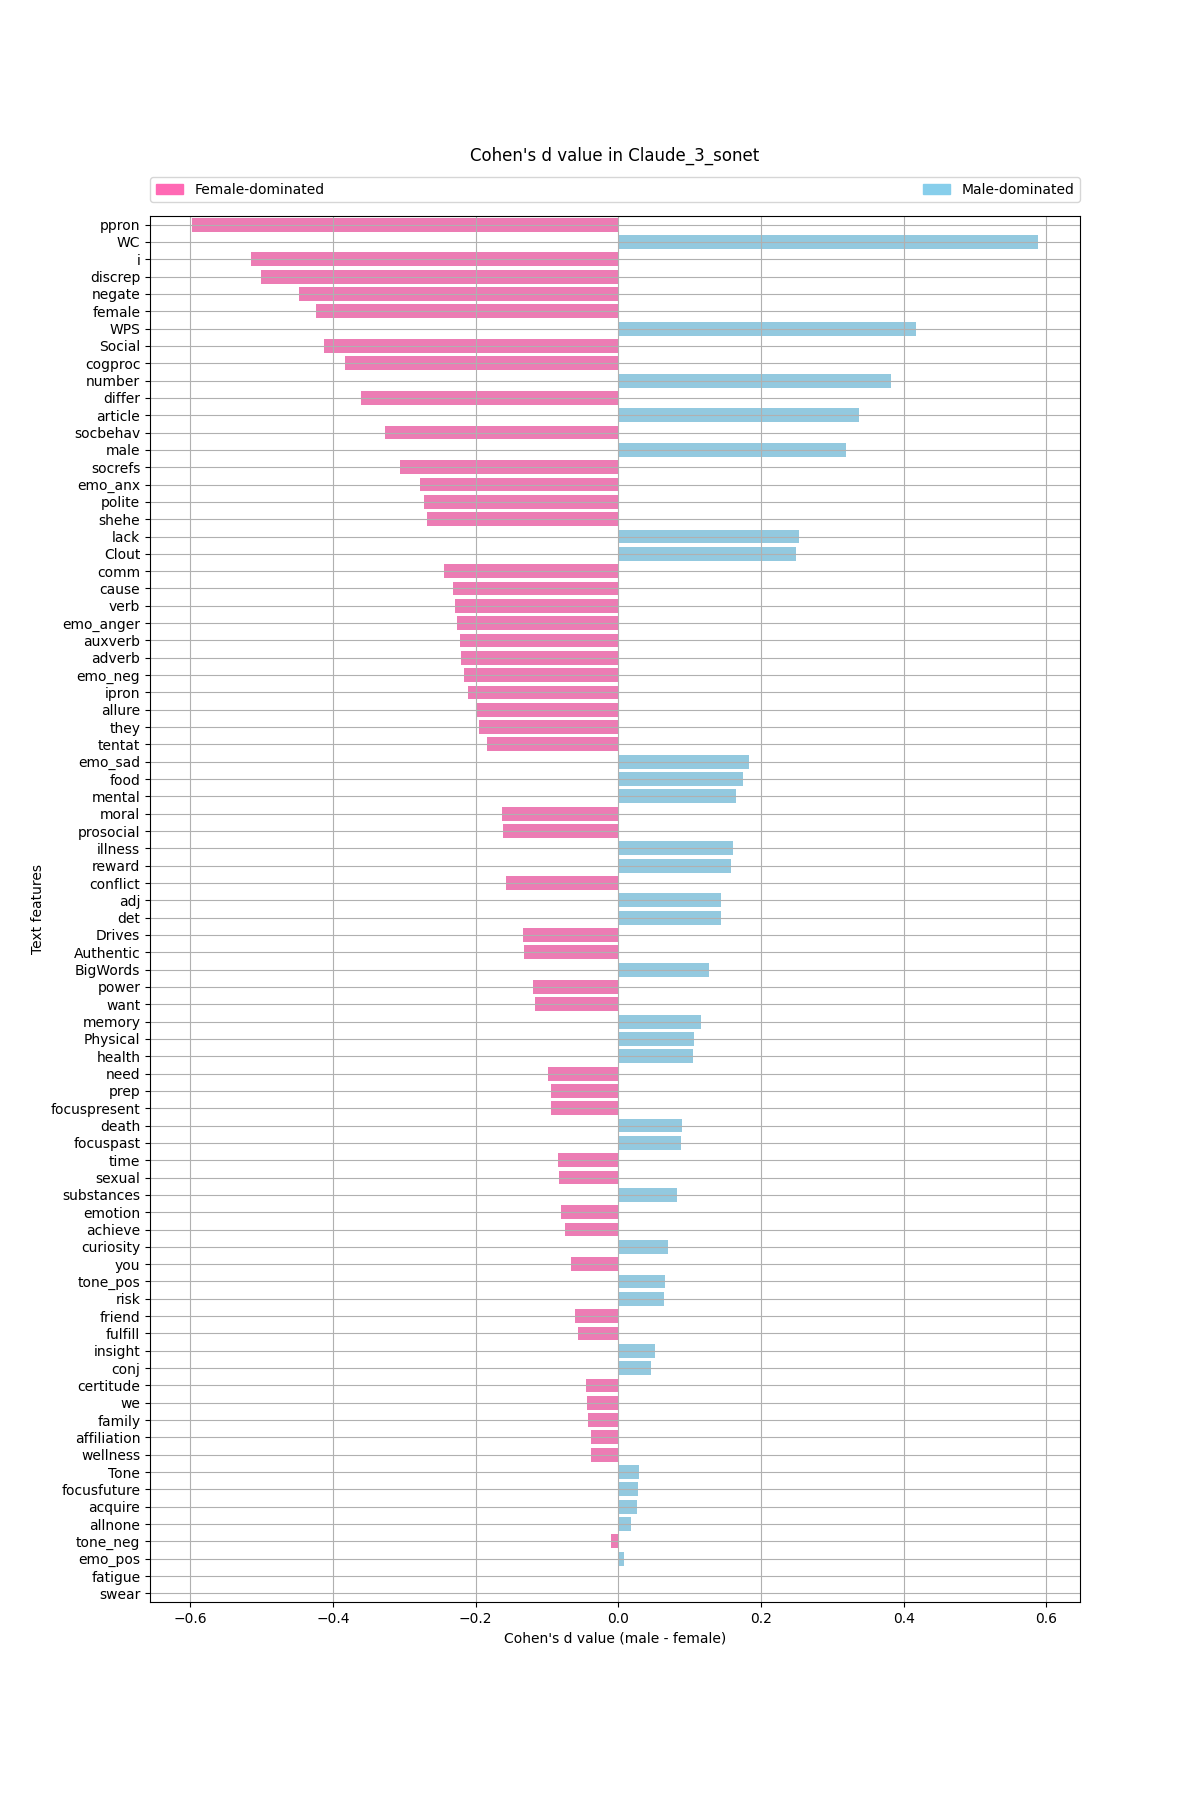 Cohen's d value in Claude_3_sonet
Female-dominated
Male-dominated
ppron
WC
i
discrep
negate
female
WPS
Social
cogproc
number
differ
article
socbehav
male
socrefs
emo_anx
polite
shehe
lack
Clout
comm
cause
verb
emo_anger
auxverb
adverb
emo_neg
ipron
allure
they
tentat
emo_sad
food
mental
moral
prosocial
illness
reward
conflict
adj
det
Drives
Authentic
BigWords
power
want
memory
Physical
health
need
prep
focuspresent
death
focuspast
time
sexual
substances
emotion
achieve
curiosity
you
tone_pos
risk
friend
fulfill
insight
conj
certitude
we
family
affiliation
wellness
Tone
focusfuture
acquire
allnone
tone_neg
emo_pos
fatigue
swear
Text features
−0.6 −0.4 −0.2 0.0 0.2 0.4 0.6
Cohen's d value (male - female)